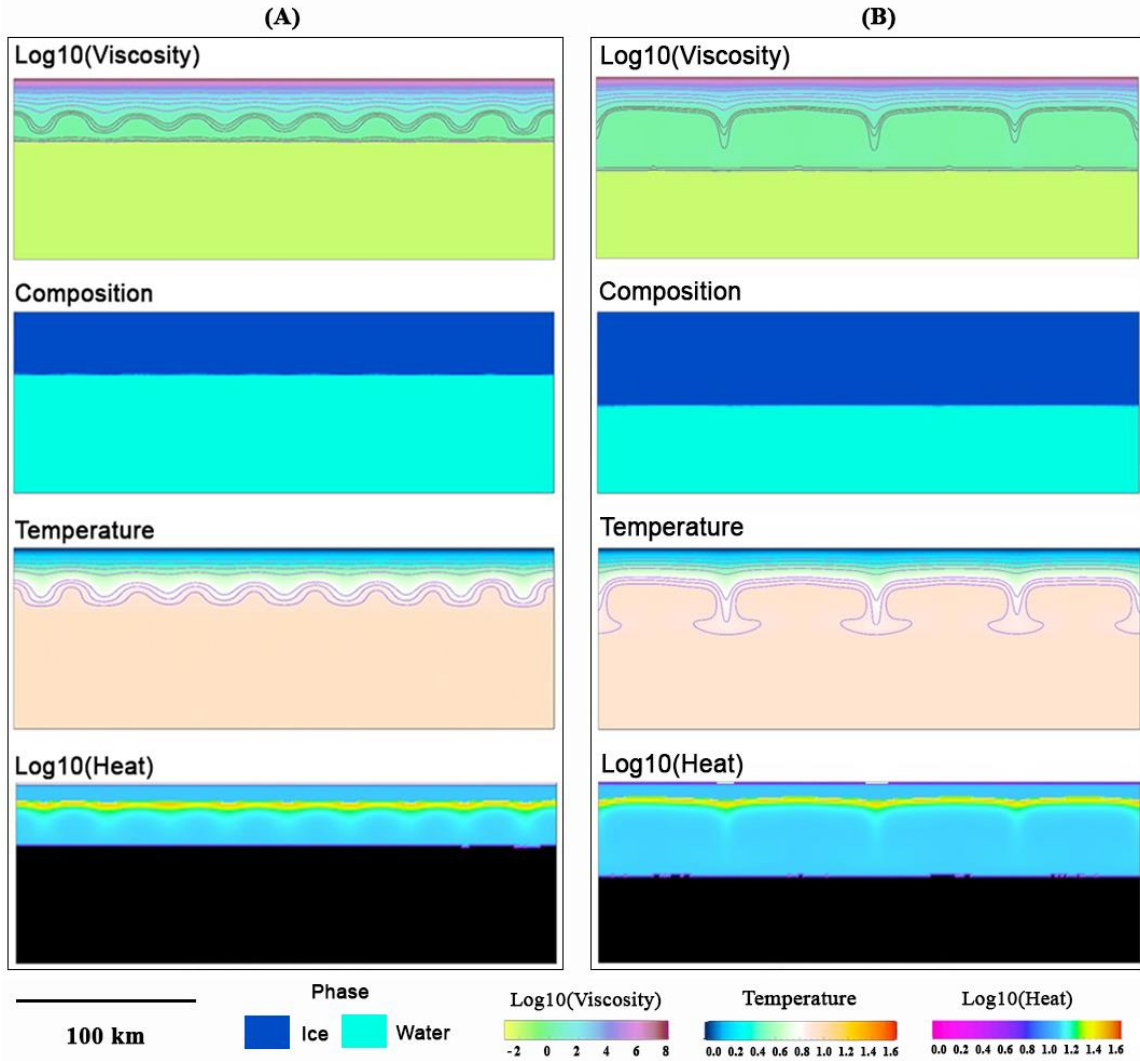 (A)
Log10(Viscosity)
Composition
Temperature
Log10(Heat)
(B)
Log10(Viscosity)
Composition
Temperature
Log10(Heat)
100 km
Phase
Ice
Water
Log10(Viscosity)
-2 0 2 4 6 8
Temperature
0.0 0.2 0.4 0.6 0.8 1.0 1.2 1.4 1.6
Log10(Heat)
0.0 0.2 0.4 0.6 0.8 1.0 1.2 1.4 1.6